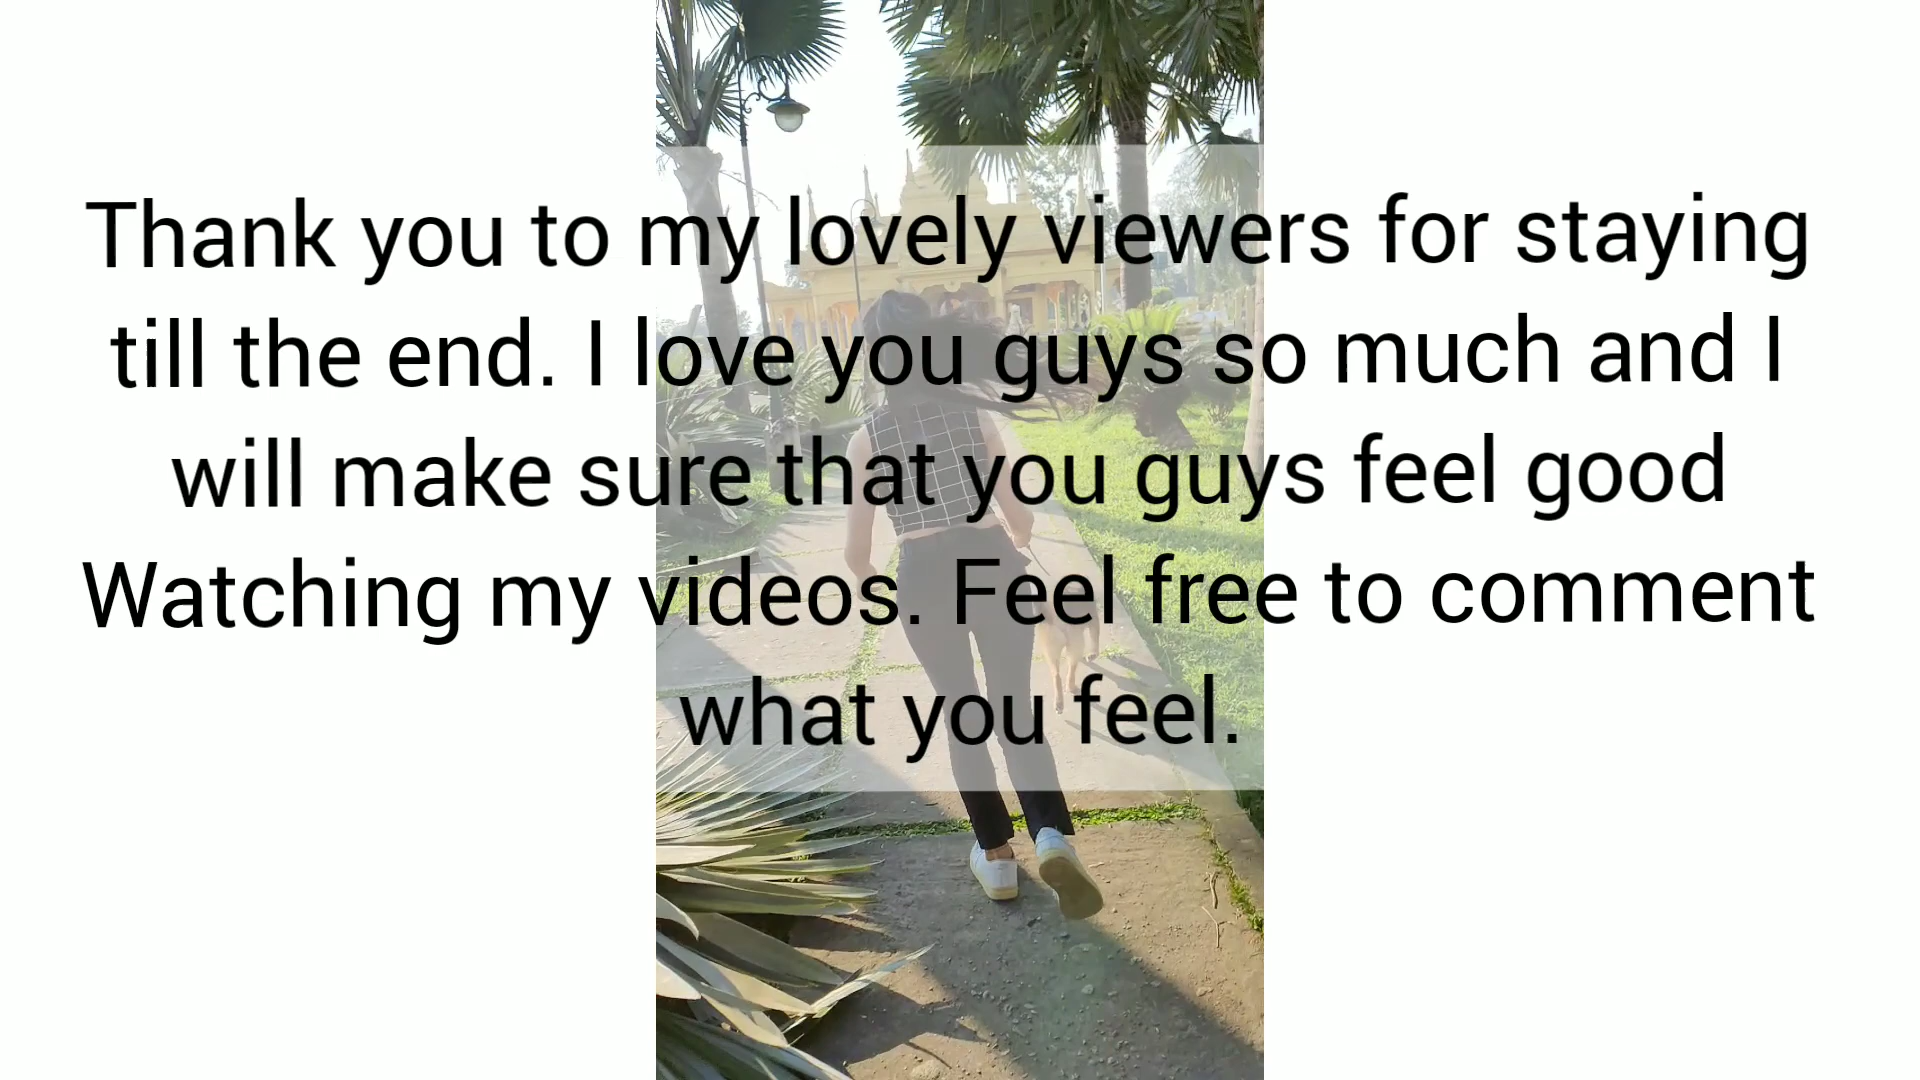 Thank you to my lovely viewers for staying
till the end. I love you guys so much and I
will make sure that you guys feel good
Watching my videos. Feel free to comment
what you feel.